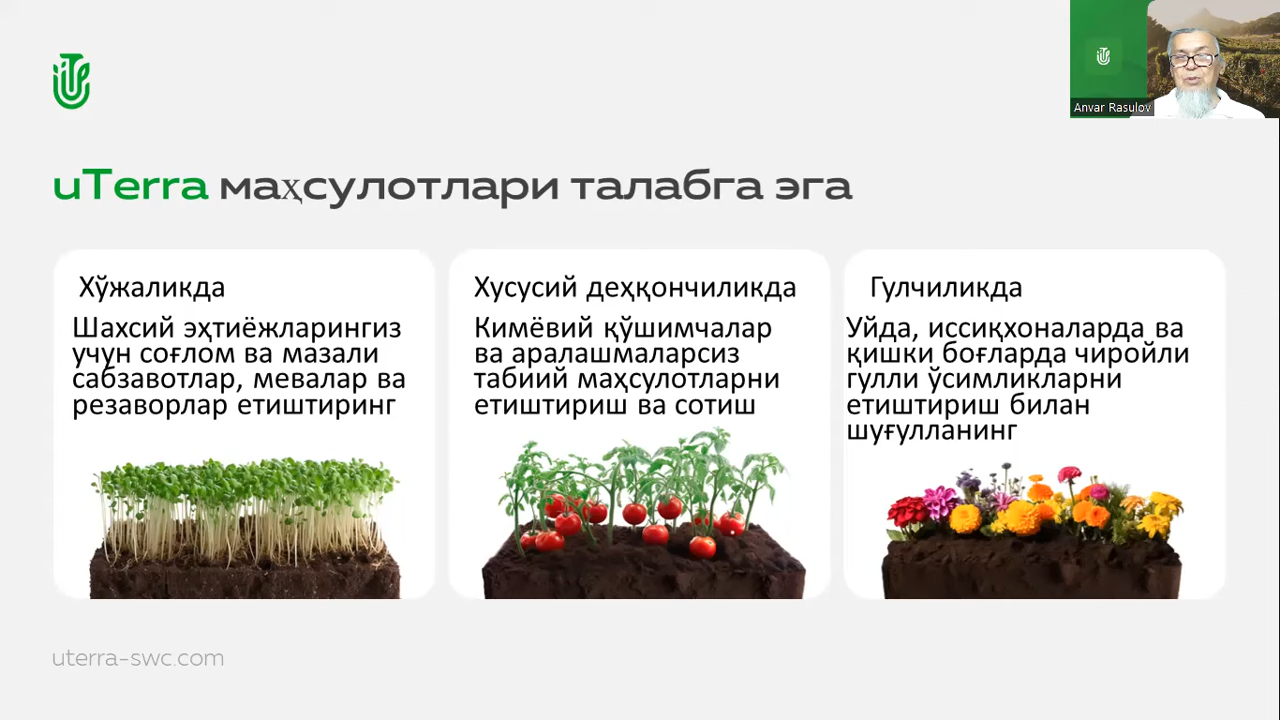 Anvar Rasulov
uTerra маҳсулотлари талабга эга
Хўжаликда
Шахсий эҳтиёжларингиз
учун соғлом ва мазали
сабзавотлар, мевалар ва
резаворлар етиштиринг
Хусусий деҳқончиликда
Кимёвий қўшимчалар
ва аралашмаларсиз
табиий маҳсулотларни
етиштириш ва сотиш
Гулчиликда
Уйда, иссиқхоналарда ва
қишки боғларда чиройли
гулли ўсимликларни
етиштириш билан
шуғулланинг
uterra-swc.com